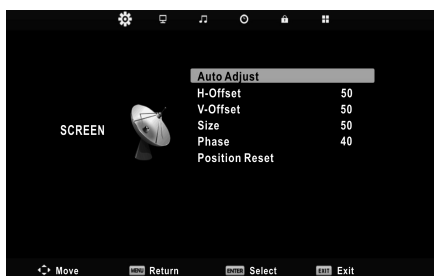 Auto Adjust
H-Offset 50
V-Offset 50
SCREEN
Size 50
Phase 40
Position Reset
Move MENU Return ENTER Select EXIT Exit